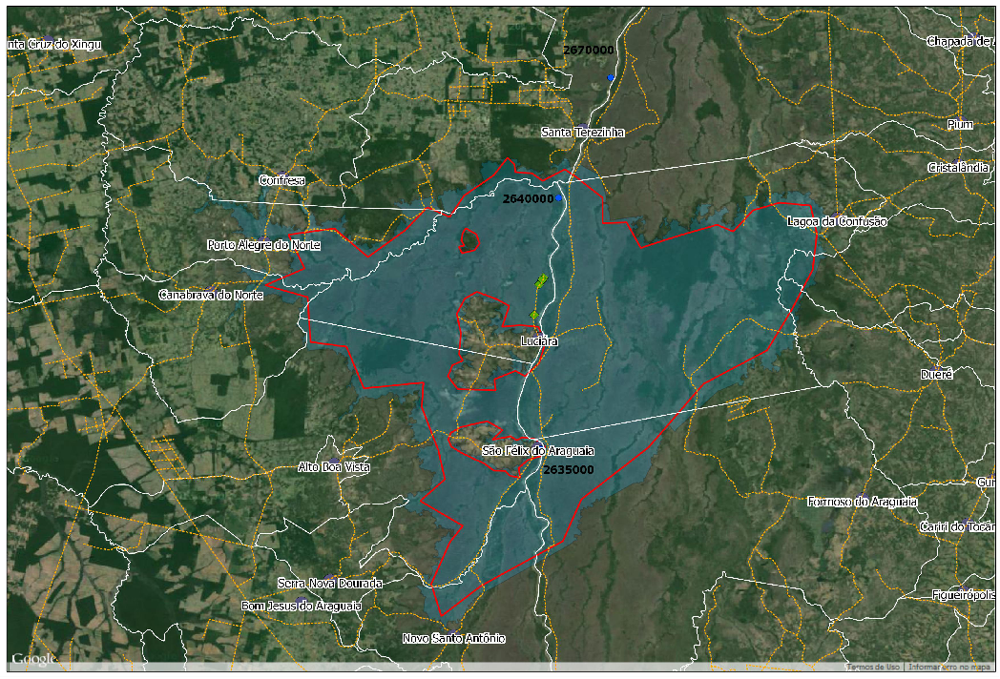 nta Cruz do Xingu
Chapada de
2670000
Santa Terezinha
Pium
Cristalândia
Confresa
2640000
Lagoa da Confusão
Porto Alegre do Norte
Canabrava do Norte
Luciara
Dueré
São Félix do Araguaia
Alto Boa Vista
2635000
Gur
Formoso do Araguaia
Cariri do Tocan
Serra Nova Dourada
Figueirópolis
Bom Jesus do Araguaia
Novo Santo Antônio
Google
Termos de Uso | Informar erro no mapa